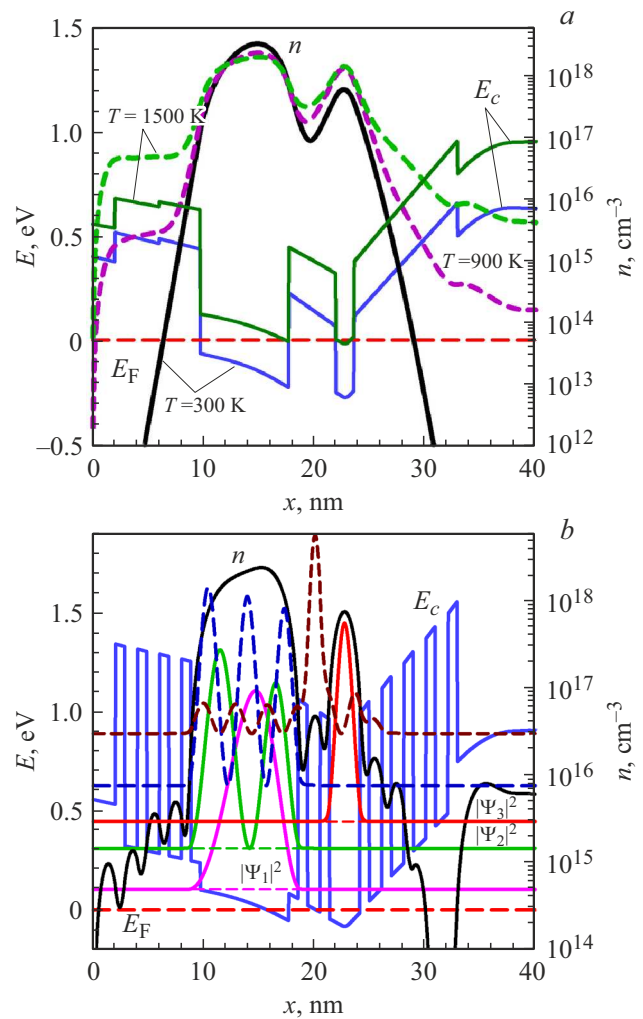 a
1.5
n
10^18
E_c
T = 1500 K
1.0
10^17
E, eV
10^16
n, cm^−3
0.5
T = 900 K
10^15
0
10^14
E_F
T = 300 K
10^13
−0.5
10^12
0 10 20 30 40
x, nm
b
n
E_c
1.5
10^18
E, eV
1.0
10^17
n, cm^−3
10^16
0.5
|Ψ_3|^2
|Ψ_2|^2
10^15
|Ψ_1|^2
0
E_F
10^14
0 10 20 30 40
x, nm